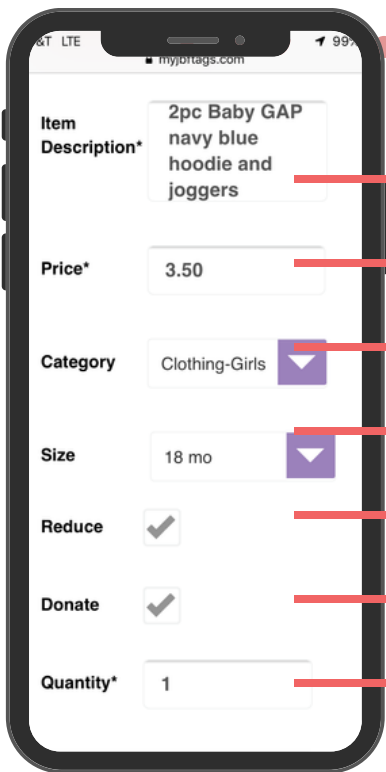 LTE
99%
myjbftags.com
Item
Description*
2pc Baby GAP
navy blue
hoodie and
joggers
Price*
3.50
Category
Clothing-Girls
Size
18 mo
Reduce
Donate
Quantity*
1